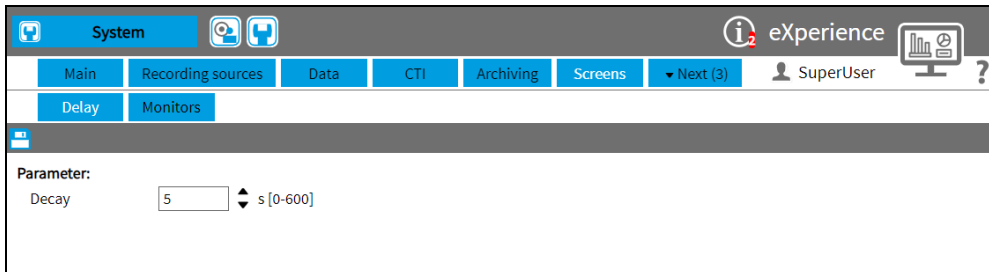 System
2
eXperience
Main Recording sources Data CTI Archiving Screens ▾ Next (3) SuperUser ?
Delay Monitors
Parameter:
Decay 5 s [0-600]